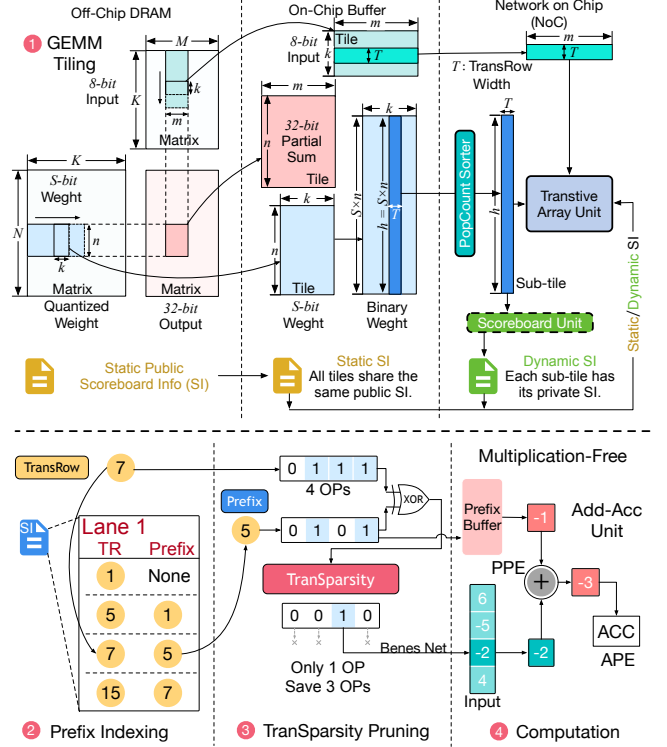 Off-Chip DRAM
On-Chip Buffer
Network on Chip
(NoC)
1 GEMM
Tiling
M
8-bit
Input
K
k
m
Matrix
m
Tile
8-bit
Input
k
T
m
T
T: TransRow
Width
K
S-bit
Weght
N
n
k
Matrix
Quantized
Weight
Matrix
32-bit
Output
m
n
32-bit
Partial
Sum
Tile
k
n
Tile
S-bit
Weght
k
S×n
h = S×n
T
Binary
Weght
PopCount Sorter
T
h
Sub-tile
Transtive
Array Unit
Scoreboard Unit
Static/Dynamic SI
Static Public
Scoreboard Info (SI)
Static SI
All tiles share the
same public SI.
Dynamic SI
Each sub-tile has
its private SI.
TransRow
7
SI
Lane 1
TR Prefix
1 None
5 1
7 5
15 7
2 Prefix Indexing
0 1 1 1
4 OPs
XOR
Prefix
5
0 1 0 1
TranSparsity
0 0 1 0
× × ×
Only 1 OP
Save 3 OPs
Benes Net
3 TranSparsity Pruning
Multiplication-Free
Prefix
Buffer
-1
Add-Acc
Unit
PPE
+
-3
6
-5
-2
4
Input
-2
ACC
APE
4 Computation